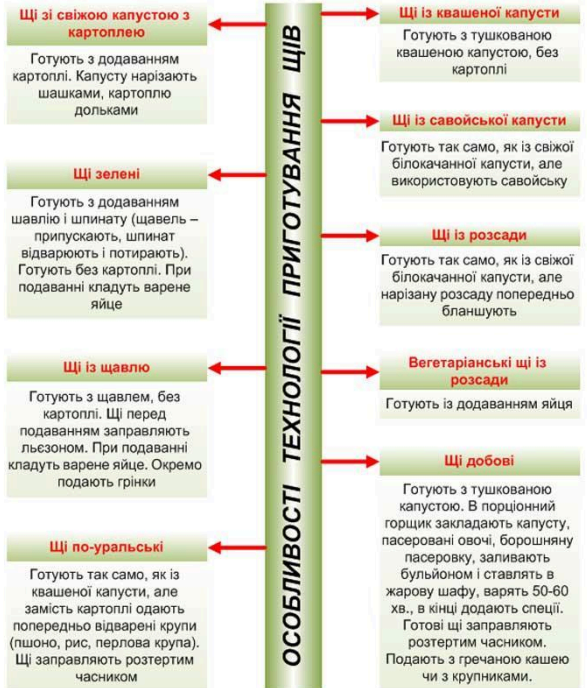 Щі зі свіжою капустою з
картоплею
Готують з додаванням
картоплі. Капусту нарізають
шашками, картоплю
дольками
Щі зелені
Готують з додаванням
шавлію і шпинату (щавель –
припускають, шпинат
відварюють і потирають).
Готують без картоплі. При
подаванні кладуть варене
яйце
Щі із щавлю
Готують з щавлем, без
картоплі. Щі перед
подаванням заправляють
льєзоном. При подаванні
кладуть варене яйце. Окремо
подають грінки
Щі по-уральські
Готують так само, як із
квашеної капусти, але
замість картоплі одають
попередньо відварені крупи
(пшоно, рис, перлова крупа).
Щі заправляють розтертим
часником
ОСОБЛИВОСТІ ТЕХНОЛОГІЇ ПРИГОТУВАННЯ ЩІВ
Щі із квашеної капусти
Готують з тушкованою
квашеною капустою, без
картоплі
Щі із савойської капусти
Готують так само, як із свіжої
білокачанної капусти, але
використовують савойську
Щі із розсади
Готують так само, як із свіжої
білокачанної капусти, але
нарізану розсаду попередньо
бланшують
Вегетаріанські щі із
розсади
Готують із додаванням яйця
Щі добові
Готують з тушкованою
капустою. В порціонний
горщик закладають капусту,
пасеровані овочі, борошняну
пасеровку, заливають
бульйоном і ставлять в
жарову шафу, варять 50-60
хв., в кінці додають спеції.
Готові щі заправляють
розтертим часником.
Подають з гречаною кашею
чи з крупниками.